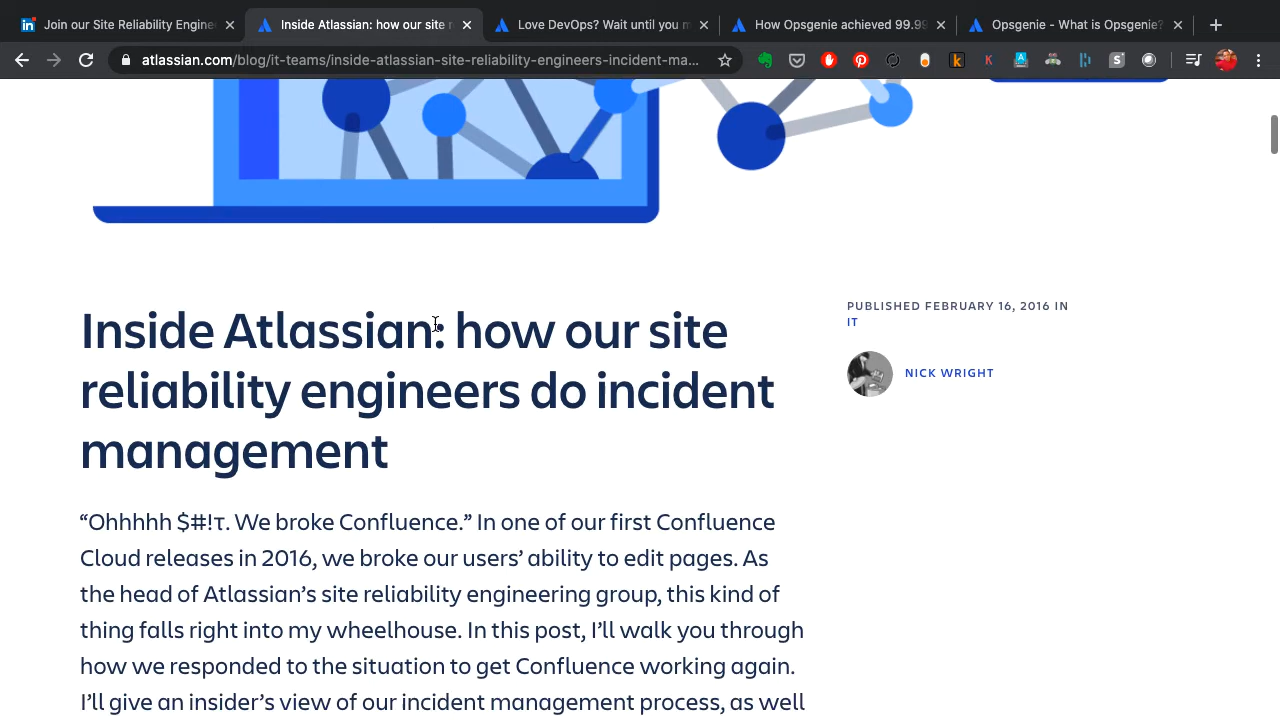 Join our Site Reliability Enginee
Inside Atlassian: how our site r
Love DevOps? Wait until you m
How Opsgenie achieved 99.99
Opsgenie - What is Opsgenie?
atlassian.com/blog/it-teams/inside-atlassian-site-reliability-engineers-incident-ma...
PUBLISHED FEBRUARY 16, 2016 IN
IT
NICK WRIGHT
Inside Atlassian: how our site
reliability engineers do incident
management
“Ohhhhh $#!τ. We broke Confluence.” In one of our first Confluence
Cloud releases in 2016, we broke our users’ ability to edit pages. As
the head of Atlassian’s site reliability engineering group, this kind of
thing falls right into my wheelhouse. In this post, I’ll walk you through
how we responded to the situation to get Confluence working again.
I’ll give an insider’s view of our incident management process, as well